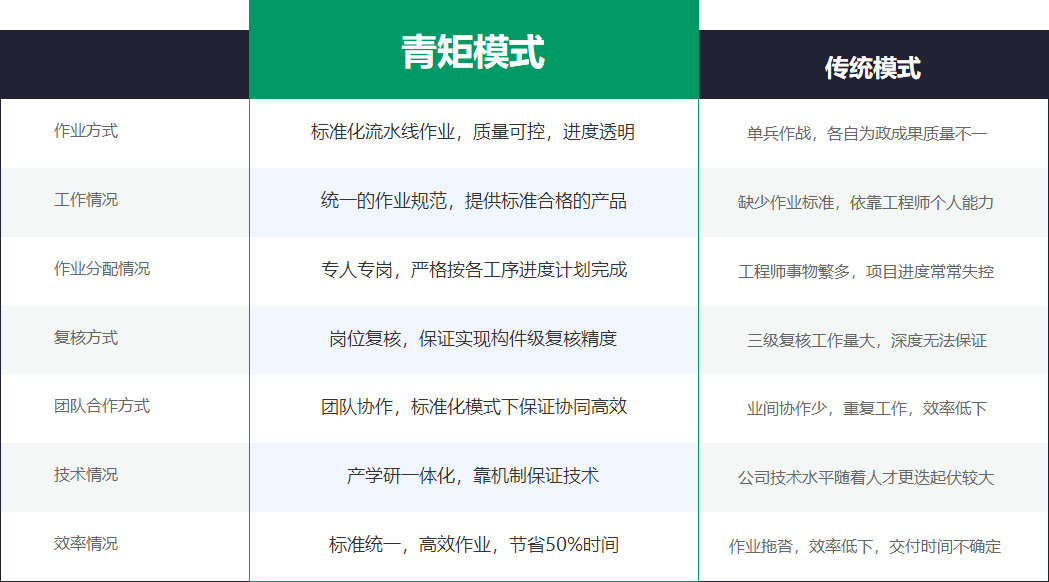 青矩模式
传统模式
作业方式 标准化流水线作业，质量可控，进度透明 单兵作战，各自为政成果质量不一
工作情况 统一的作业规范，提供标准合格的产品 缺少作业标准，依靠工程师个人能力
作业分配情况 专人专岗，严格按各工序进度计划完成 工程师事物繁多，项目进度常常失控
复核方式 岗位复核，保证实现构件级复核精度 三级复核工作量大，深度无法保证
团队合作方式 团队协作，标准化模式下保证协同高效 业间协作少，重复工作，效率低下
技术情况 产学研一体化，靠机制保证技术 公司技术水平随着人才更迭起伏较大
效率情况 标准统一，高效作业，节省50%时间 作业拖沓，效率低下，交付时间不确定